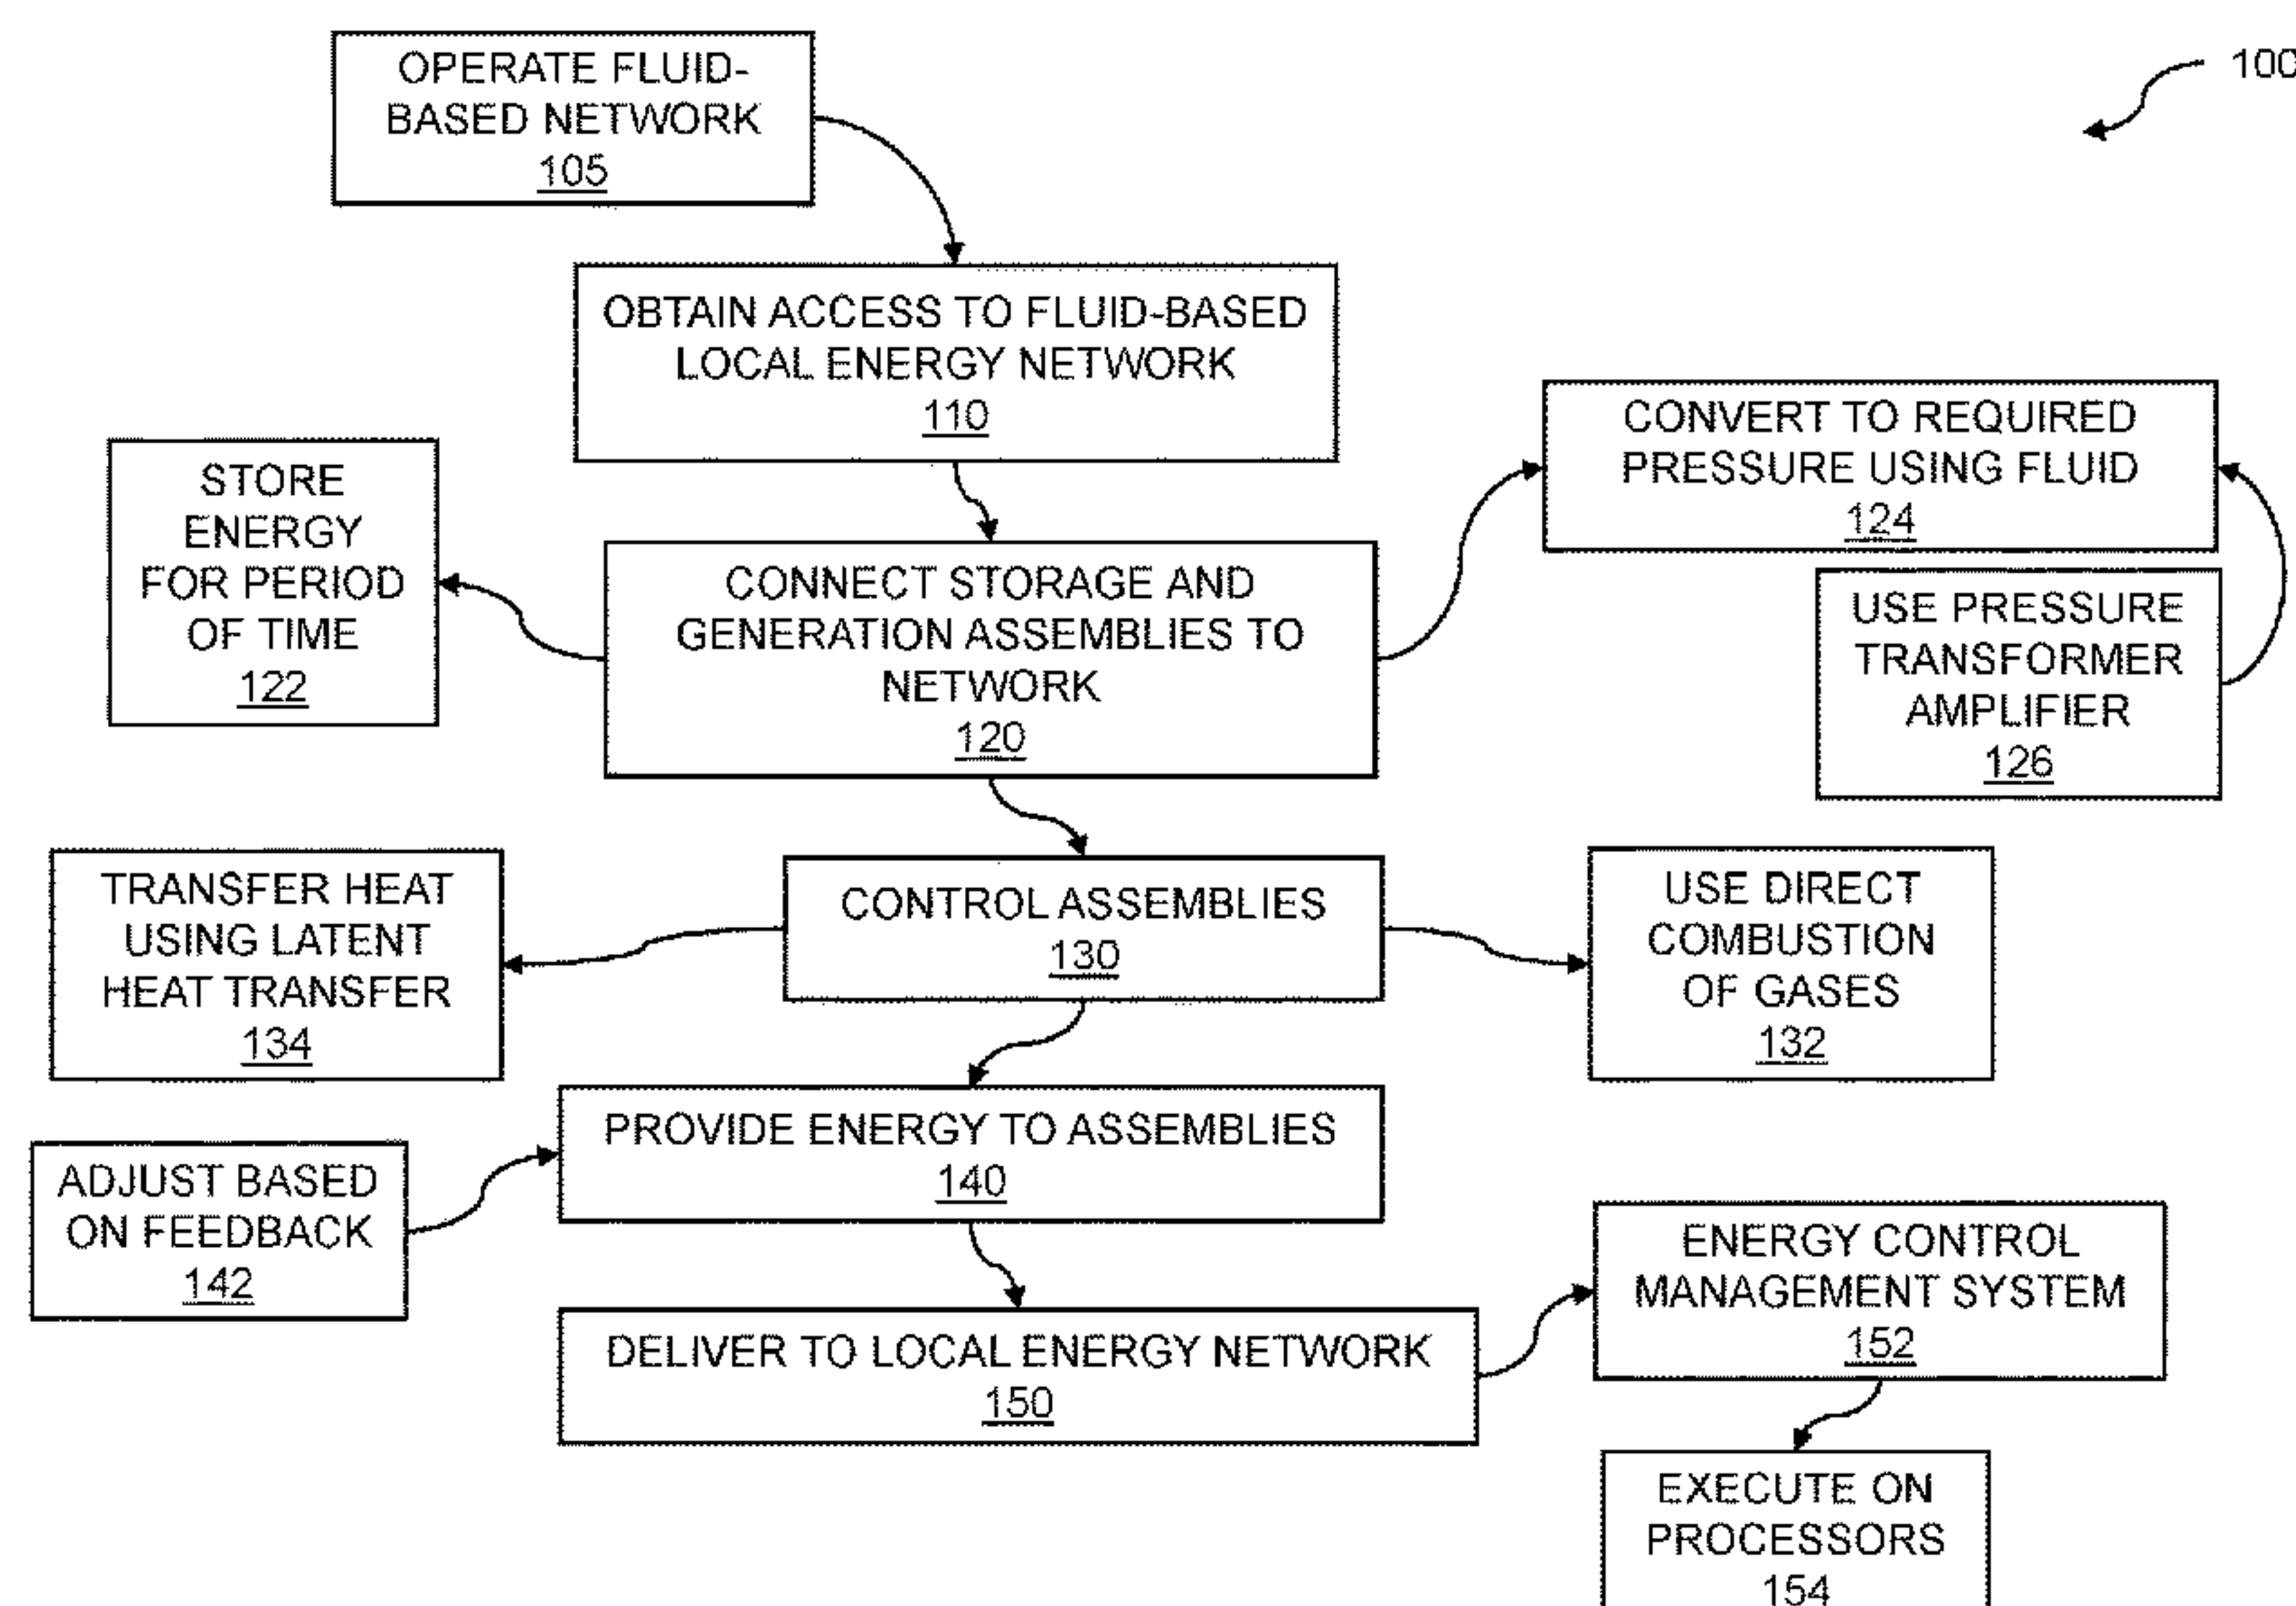 OPERATE FLUID-
BASED NETWORK
105
100
OBTAIN ACCESS TO FLUID-BASED
LOCAL ENERGY NETWORK
110
STORE
ENERGY
FOR PERIOD
OF TIME
122
CONNECT STORAGE AND
GENERATION ASSEMBLIES TO
NETWORK
120
CONVERT TO REQUIRED
PRESSURE USING FLUID
124
USE PRESSURE
TRANSFORMER
AMPLIFIER
126
TRANSFER HEAT
USING LATENT
HEAT TRANSFER
134
CONTROL ASSEMBLIES
130
USE DIRECT
COMBUSTION
OF GASES
132
ADJUST BASED
ON FEEDBACK
142
PROVIDE ENERGY TO ASSEMBLIES
140
DELIVER TO LOCAL ENERGY NETWORK
150
ENERGY CONTROL
MANAGEMENT SYSTEM
152
EXECUTE ON
PROCESSORS
154